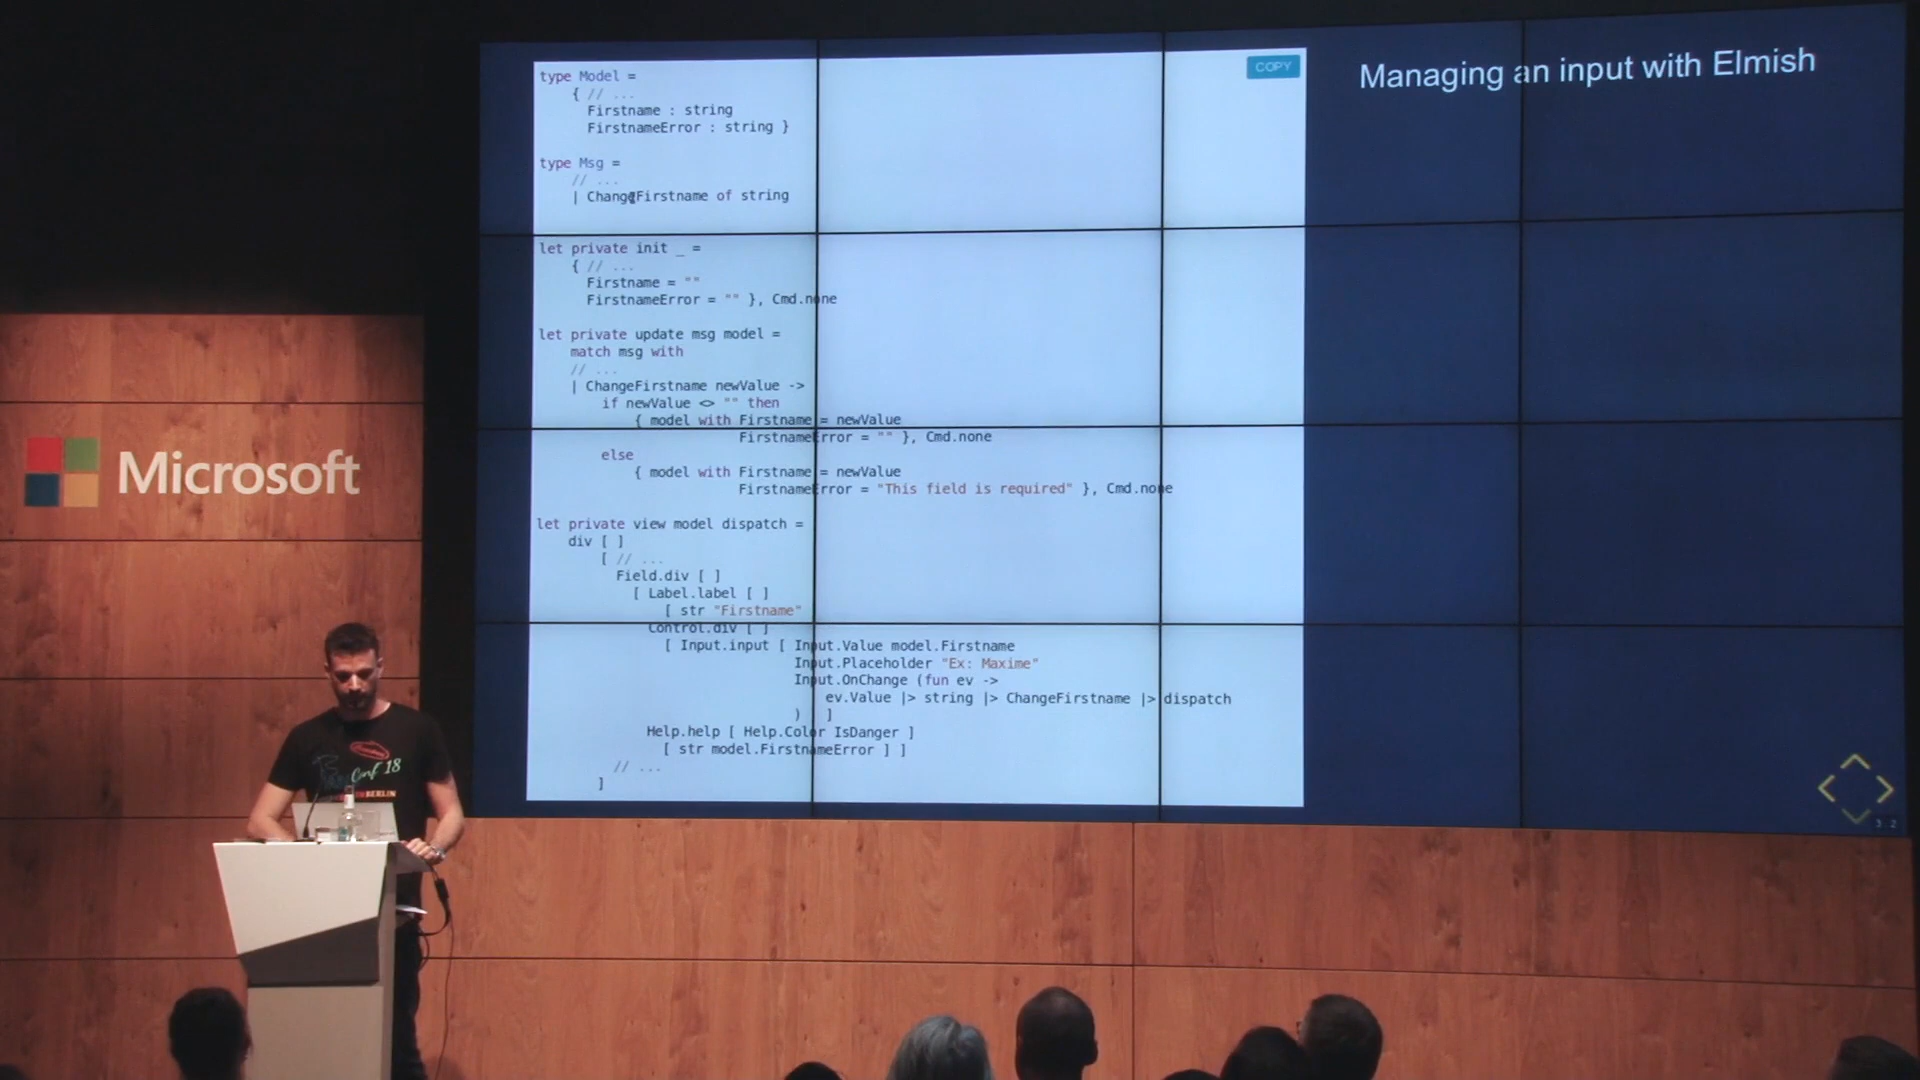 COPY
Managing an input with Elmish
type Model =
{ // ...
Firstname : string
FirstnameError : string }
type Msg =
// ...
| ChangeFirstname of string
let private init _ =
{ // ...
Firstname = ""
FirstnameError = "" }, Cmd.none
let private update msg model =
match msg with
// ...
| ChangeFirstname newValue ->
if newValue <> "" then
{ model with Firstname = newValue
FirstnameError = "" }, Cmd.none
else
{ model with Firstname = newValue
FirstnameError = "This field is required" }, Cmd.none
let private view model dispatch =
div [ ]
[ // ...
Field.div [ ]
[ Label.label [ ]
[ str "Firstname"
Control.div [ ]
[ Input.input [ Input.Value model.Firstname
Input.Placeholder "Ex: Maxime"
Input.OnChange (fun ev ->
ev.Value |> string |> ChangeFirstname |> dispatch
) ]
Help.help [ Help.Color IsDanger ]
[ str model.FirstnameError ] ]
// ...
]
Microsoft
Conf 18
BERLIN
3.2